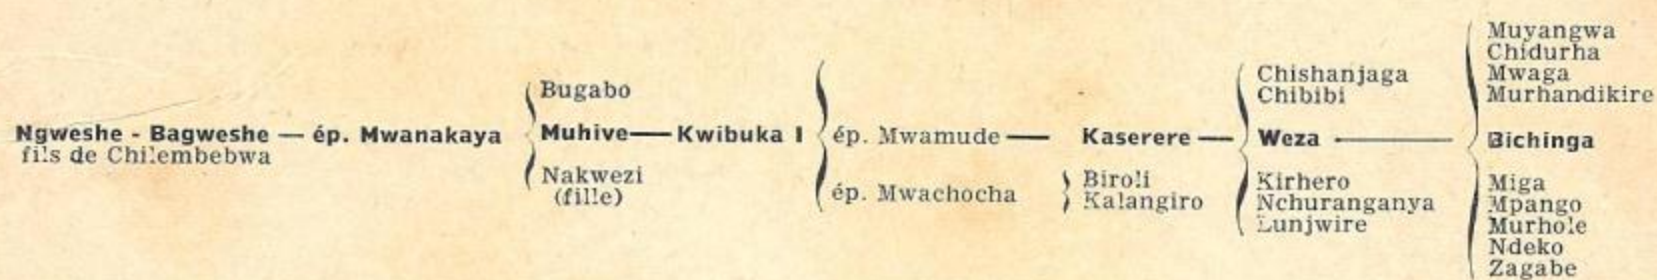 Ngweshe - Bagweshe — ép. Mwanakaya
fils de Chilembebwa
Bugabo
Muhive — Kwibuka I
Nakwezi
(fille)
ép. Mwamude — Kaserere —
ép. Mwachocha
Biroli
Kalangiro
Chishanjaga
Chibibi
Weza —
Kirhero
Nchuranganya
Lunjwire
Muyangwa
Chidurha
Mwaga
Murhandikire
Bichinga
Miga
Mpango
Murhole
Ndeko
Zagabe